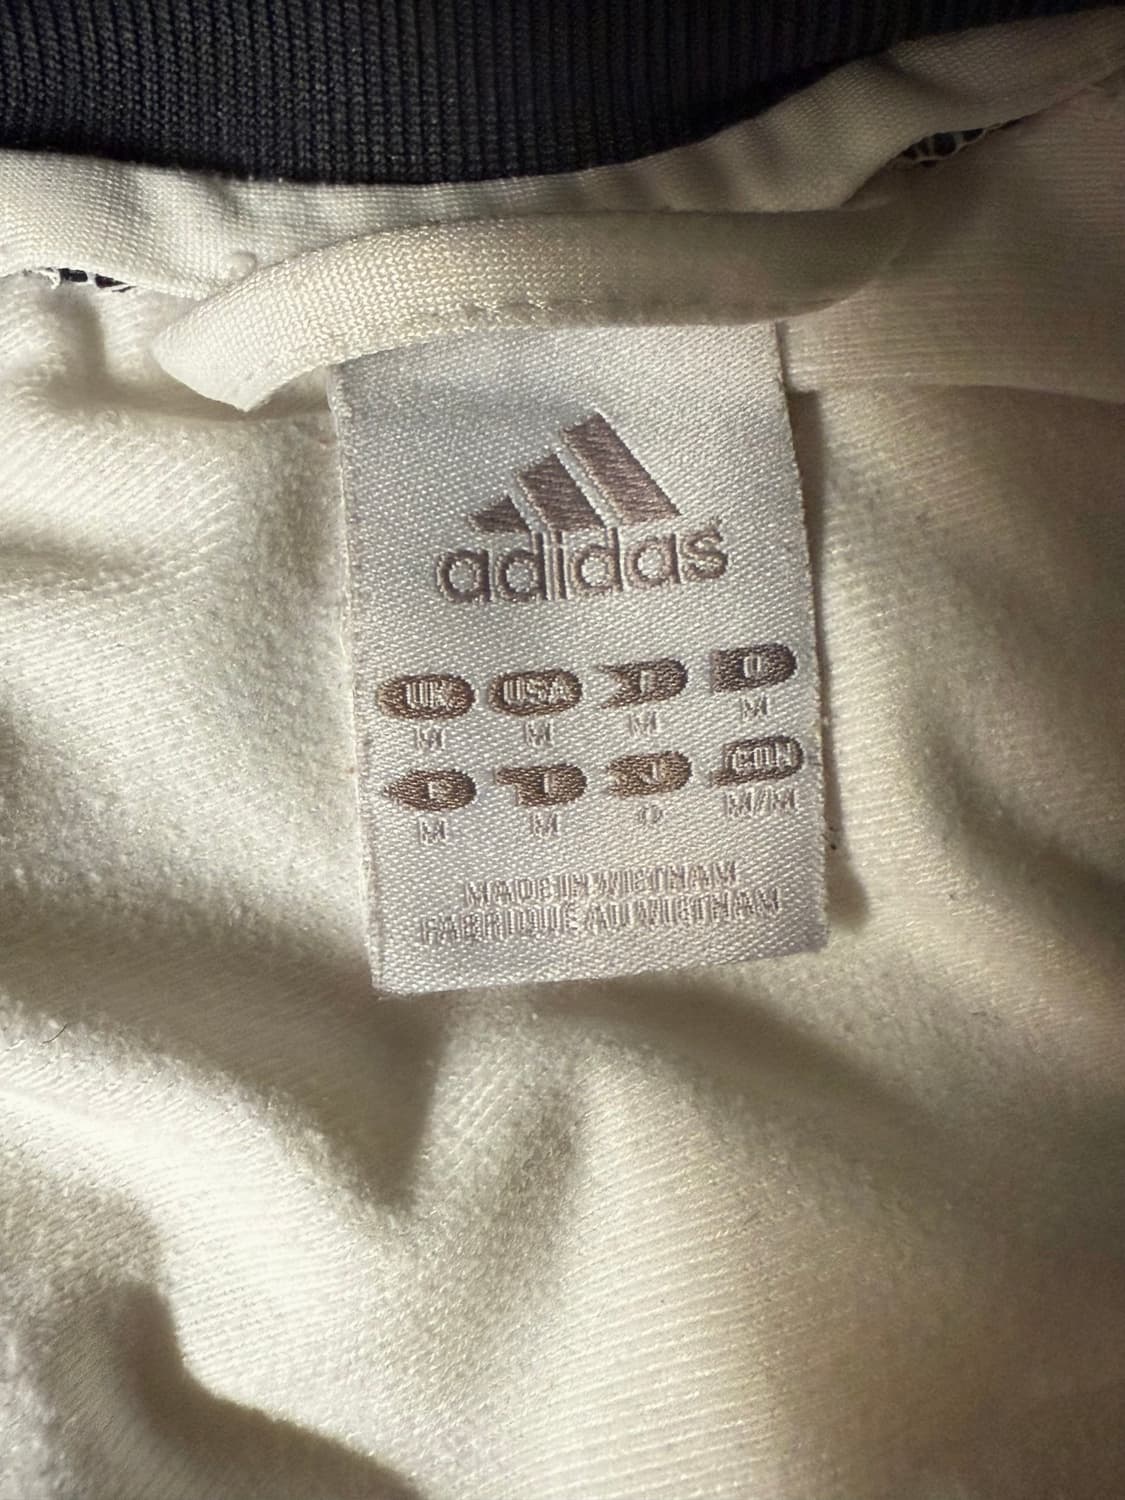 adidas
UK USA F D
M M M M
E I J CDN
M M O M/M
MADE IN VIETNAM
FABRIQUE AU VIETNAM